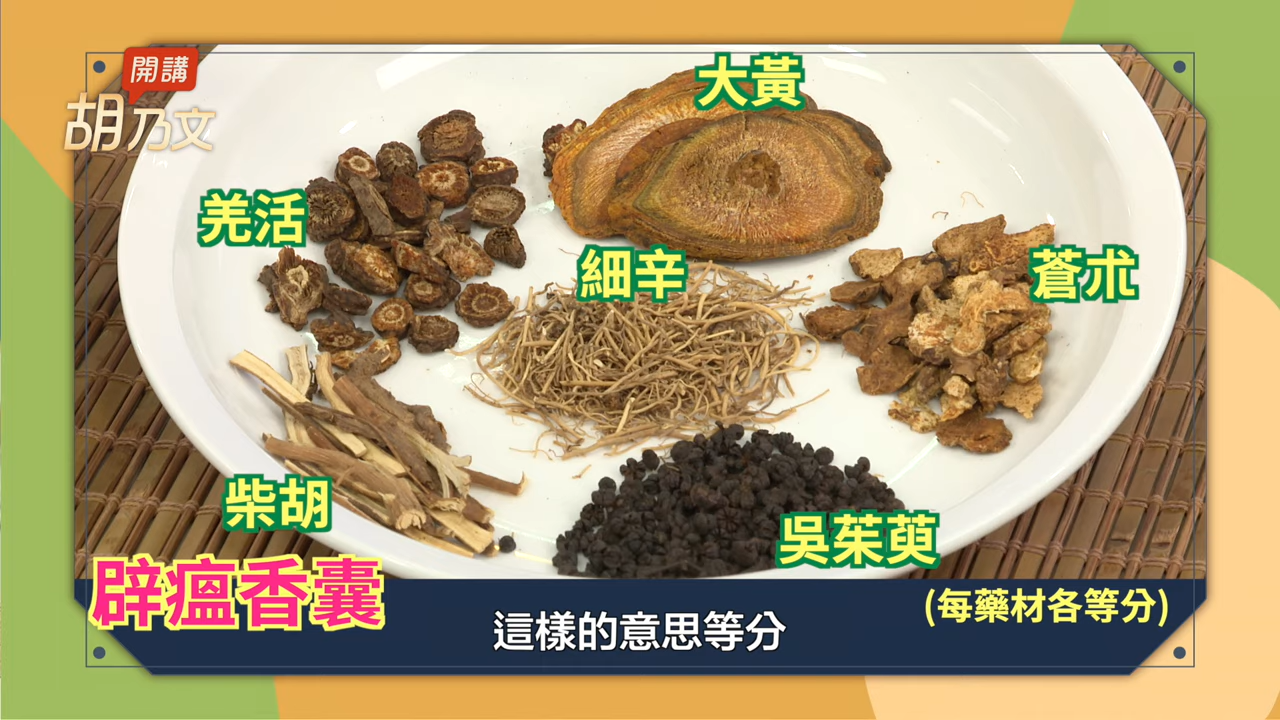 開講
胡乃文
大黃
羌活
細辛
蒼朮
柴胡
吳茱萸
辟瘟香囊
(每藥材各等分)
這樣的意思等分